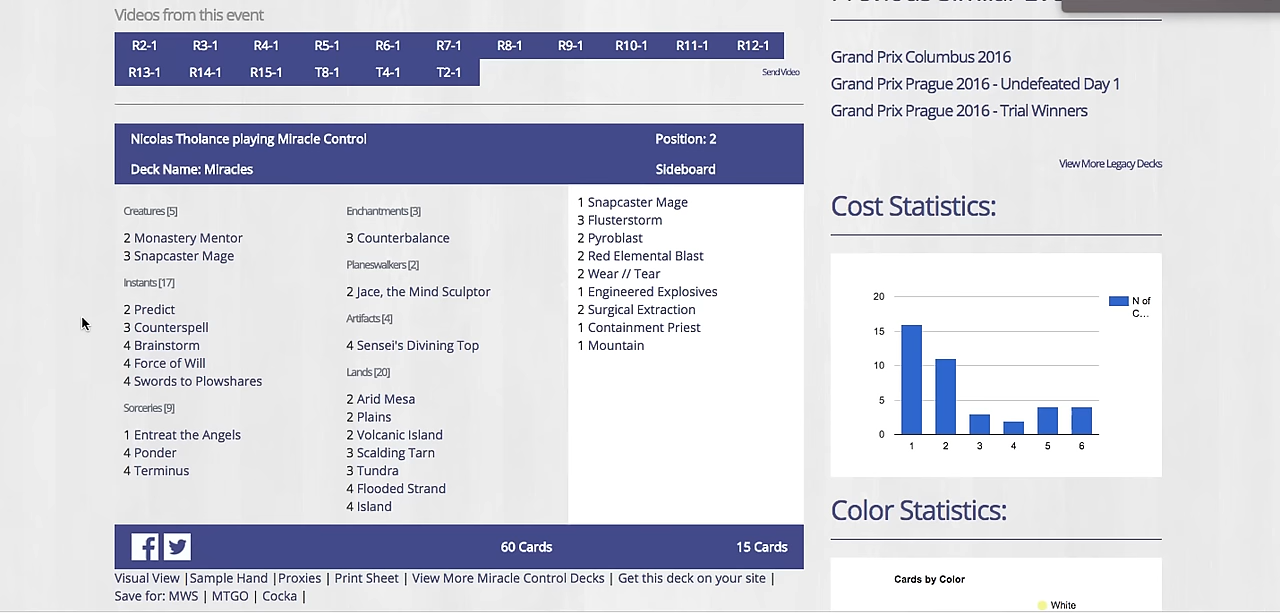 Videos from this event
R2-1 R3-1 R4-1 R5-1 R6-1 R7-1 R8-1 R9-1 R10-1 R11-1 R12-1
R13-1 R14-1 R15-1 T8-1 T4-1 T2-1
Send Video
Nicolas Tholance playing Miracle Control Position: 2
Deck Name: Miracles Sideboard
Creatures [5]
2 Monastery Mentor
3 Snapcaster Mage
Instants [17]
2 Predict
3 Counterspell
4 Brainstorm
4 Force of Will
4 Swords to Plowshares
Sorceries [9]
1 Entreat the Angels
4 Ponder
4 Terminus
Enchantments [3]
3 Counterbalance
Planeswalkers [2]
2 Jace, the Mind Sculptor
Artifacts [4]
4 Sensei's Divining Top
Lands [20]
2 Arid Mesa
2 Plains
2 Volcanic Island
3 Scalding Tarn
3 Tundra
4 Flooded Strand
4 Island
1 Snapcaster Mage
3 Flusterstorm
2 Pyroblast
2 Red Elemental Blast
2 Wear // Tear
1 Engineered Explosives
2 Surgical Extraction
1 Containment Priest
1 Mountain
60 Cards 15 Cards
Visual View |Sample Hand |Proxies | Print Sheet | View More Miracle Control Decks | Get this deck on your site |
Save for: MWS | MTGO | Cocka |
Grand Prix Columbus 2016
Grand Prix Prague 2016 - Undefeated Day 1
Grand Prix Prague 2016 - Trial Winners
View More Legacy Decks
Cost Statistics:
20
15
10
5
0
1 2 3 4 5 6
N of
C...
Color Statistics:
Cards by Color
White